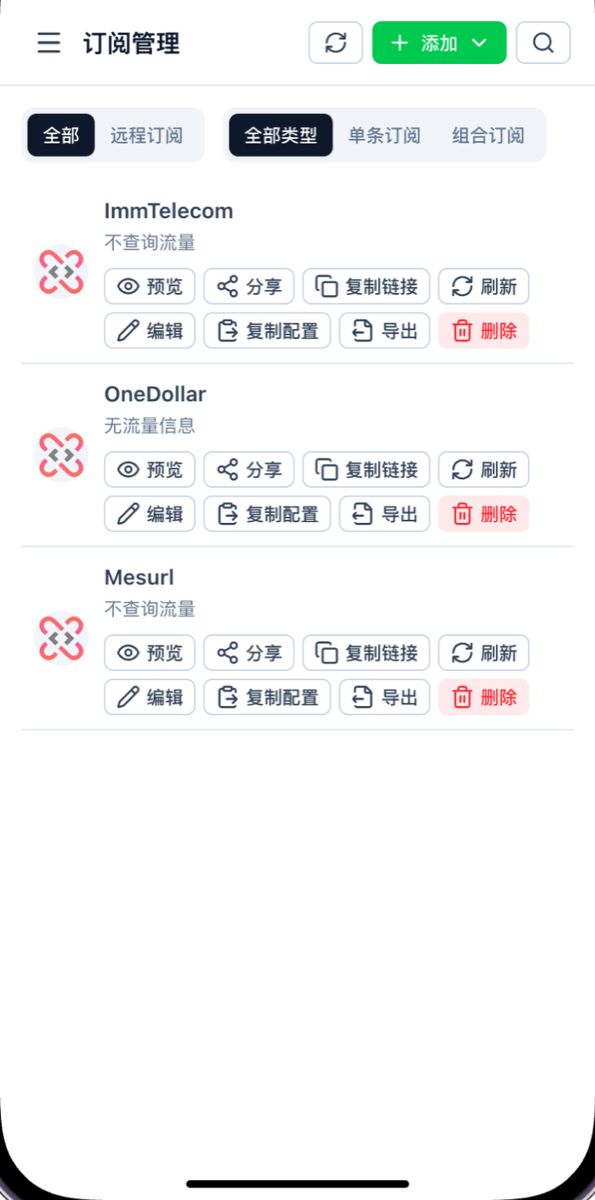 订阅管理 添加
全部 远程订阅 全部类型 单条订阅 组合订阅
ImmTelecom
不查询流量
预览 分享 复制链接 刷新
编辑 复制配置 导出 删除
OneDollar
无流量信息
预览 分享 复制链接 刷新
编辑 复制配置 导出 删除
Mesurl
不查询流量
预览 分享 复制链接 刷新
编辑 复制配置 导出 删除